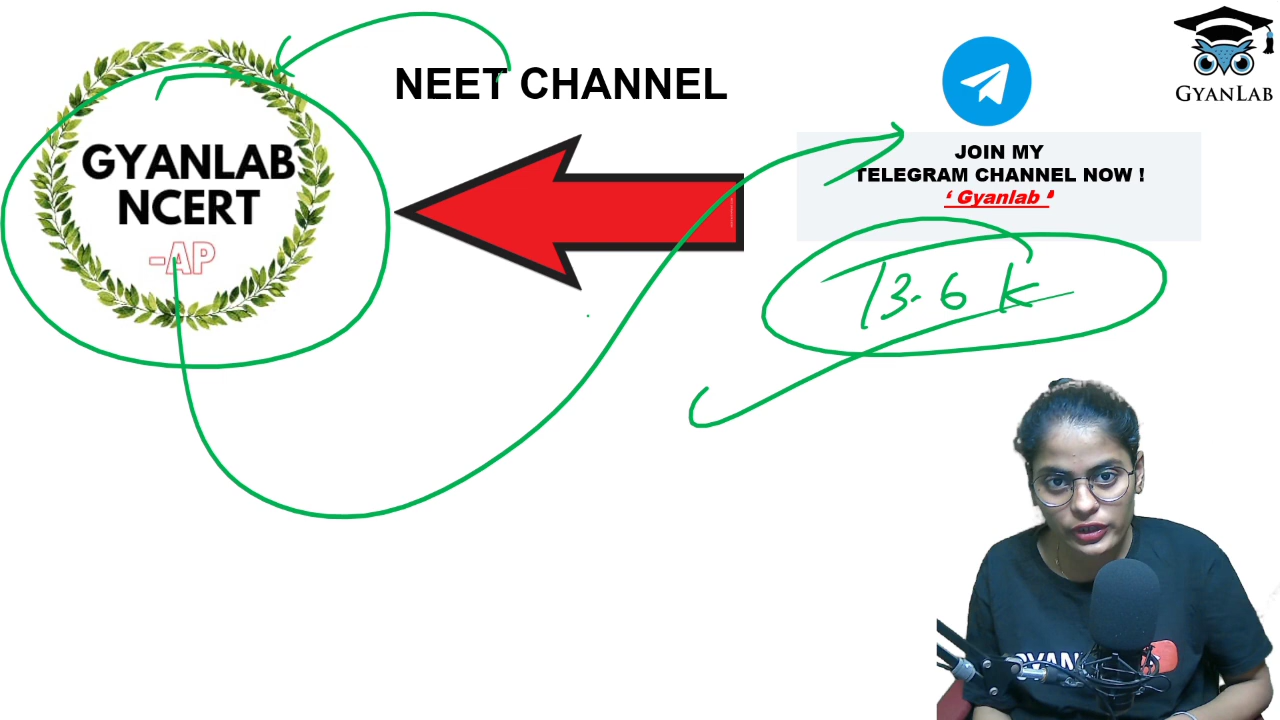 NEET CHANNEL
GYANLAB
NCERT
-AP
JOIN MY
TELEGRAM CHANNEL NOW !
‘ Gyanlab ‘
13.6 K
GYANLAB